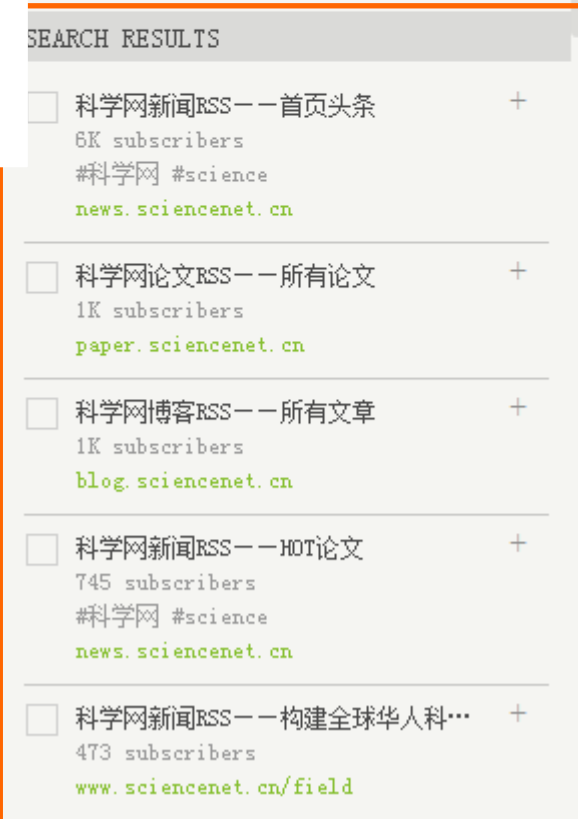 SEARCH RESULTS
科学网新闻RSS——首页头条
6K subscribers
#科学网 #science
news.sciencenet.cn
科学网论文RSS——所有论文
1K subscribers
paper.sciencenet.cn
科学网博客RSS——所有文章
1K subscribers
blog.sciencenet.cn
科学网新闻RSS——HOT论文
745 subscribers
#科学网 #science
news.sciencenet.cn
科学网新闻RSS——构建全球华人科…
473 subscribers
www.sciencenet.cn/field